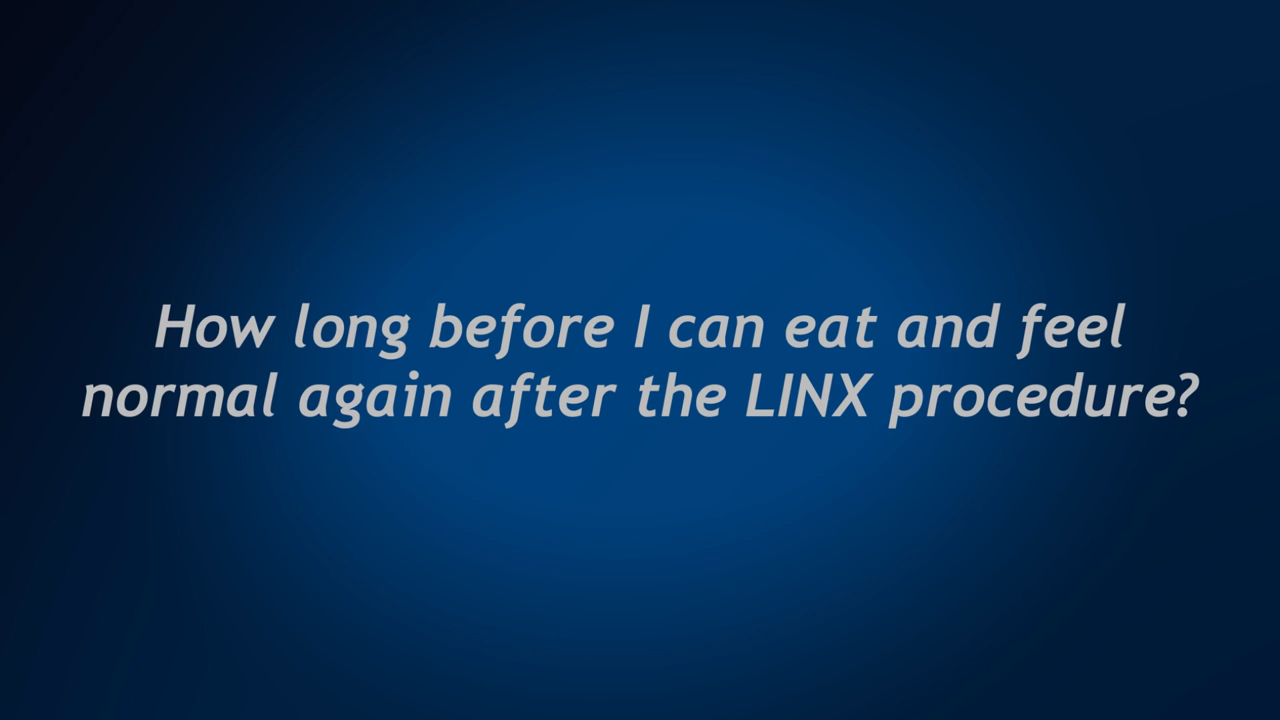 How long before I can eat and feel
normal again after the LINX procedure?